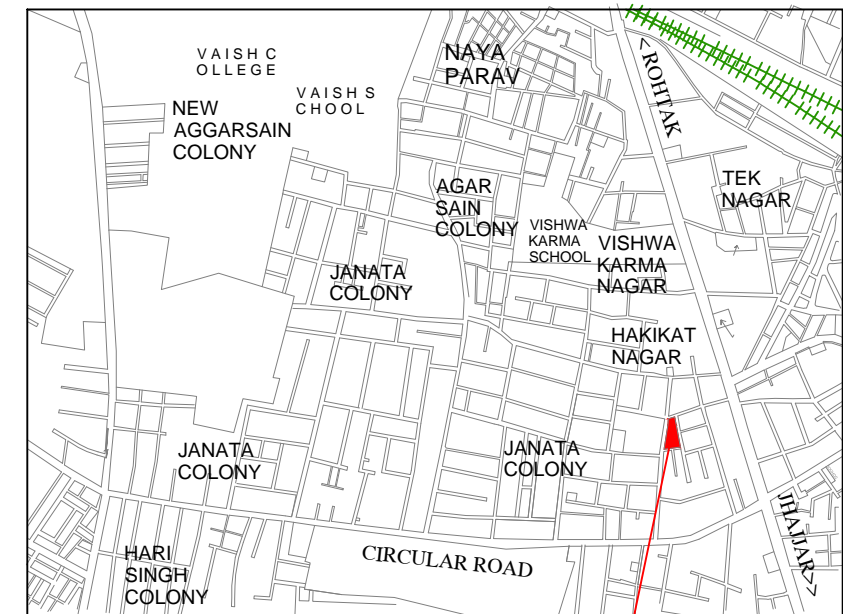 VAISH C
OLLEGE
VAISH S
CHOOL
NAYA
PARAV
<ROHTAK
NEW
AGGARSAIN
COLONY
AGAR
SAIN
COLONY
TEK
NAGAR
VISHWA
KARMA
SCHOOL
VISHWA
KARMA
NAGAR
JANATA
COLONY
HAKIKAT
NAGAR
JANATA
COLONY
JANATA
COLONY
JHAJJAR>>
HARI
SINGH
COLONY
CIRCULAR ROAD